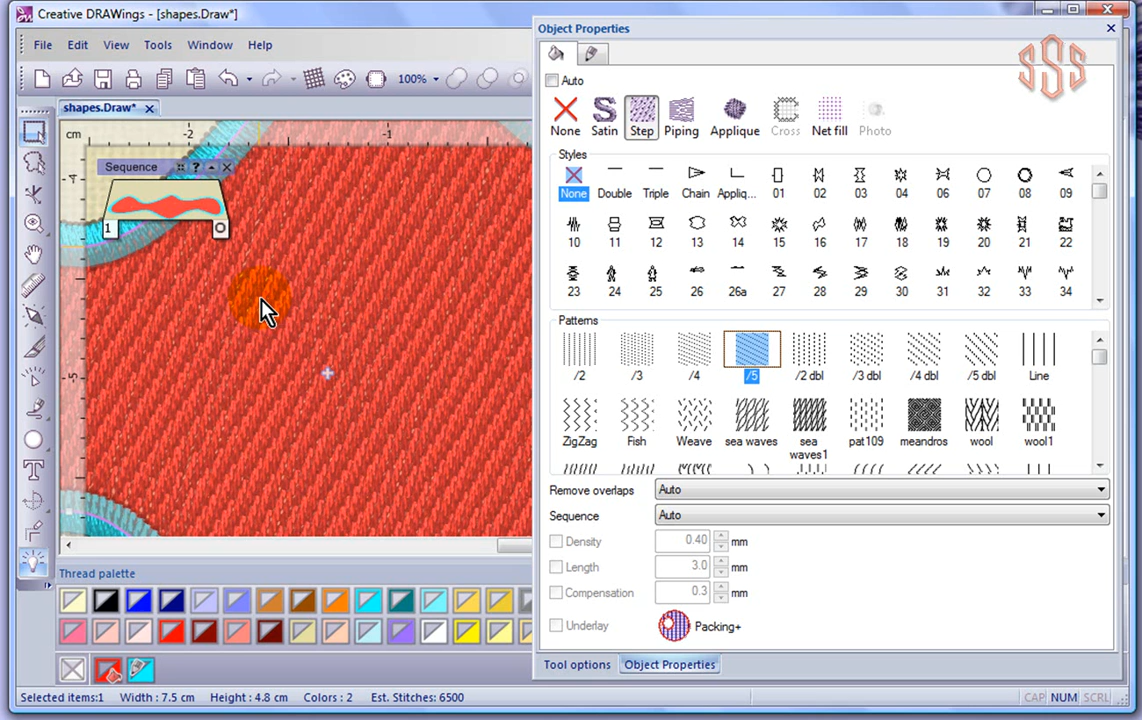 Creative DRAWings - [shapes.Draw*]
File Edit View Tools Window Help
100%
shapes.Draw*
cm -2 -1
-4
-5
Sequence ?
1
Thread palette
Selected items:1 Width : 7.5 cm Height : 4.8 cm Colors : 2 Est. Stitches: 6500
CAP NUM SCRL
Object Properties
SSS
Auto
None Satin Step Piping Applique Cross Net fill Photo
Styles
None Double Triple Chain Appliq... 01 02 03 04 06 07 08 09
10 11 12 13 14 15 16 17 18 19 20 21 22
23 24 25 26 26a 27 28 29 30 31 32 33 34
Patterns
/2 /3 /4 /5 /2 dbl /3 dbl /4 dbl /5 dbl Line
ZigZag Fish Weave sea waves sea waves1 pat109 meandros wool wool1
Remove overlaps Auto
Sequence Auto
Density 0.40 mm
Length 3.0 mm
Compensation 0.3 mm
Underlay Packing+
Tool options Object Properties